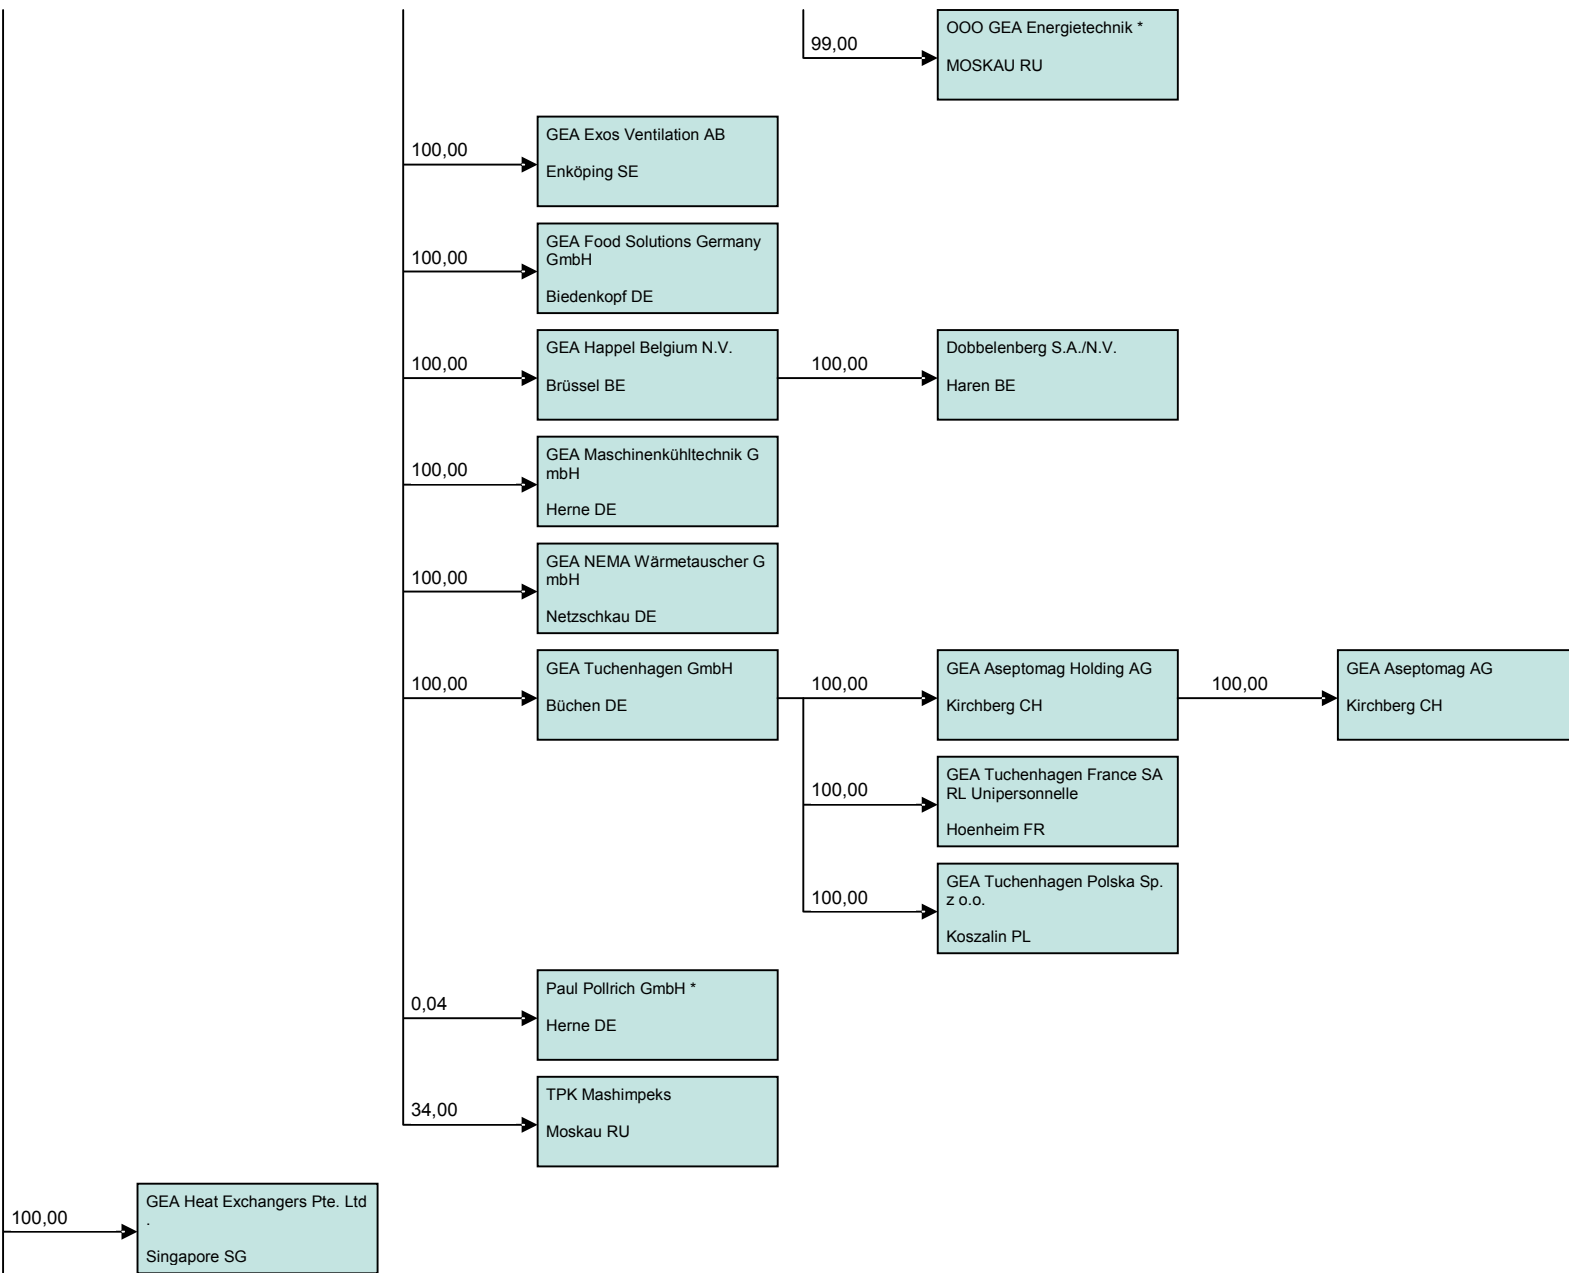 99,00
OOO GEA Energietechnik *
MOSKAU RU
100,00
GEA Exos Ventilation AB
Enköping SE
100,00
GEA Food Solutions Germany
GmbH
Biedenkopf DE
100,00
GEA Happel Belgium N.V.
Brüssel BE
100,00
Dobbelenberg S.A./N.V.
Haren BE
100,00
GEA Maschinenkühltechnik G
mbH
Herne DE
100,00
GEA NEMA Wärmetauscher G
mbH
Netzschkau DE
100,00
GEA Tuchenhagen GmbH
Büchen DE
100,00
GEA Aseptomag Holding AG
Kirchberg CH
100,00
GEA Aseptomag AG
Kirchberg CH
100,00
GEA Tuchenhagen France SA
RL Unipersonnelle
Hoenheim FR
100,00
GEA Tuchenhagen Polska Sp.
z o.o.
Koszalin PL
0,04
Paul Pollrich GmbH *
Herne DE
34,00
TPK Mashimpeks
Moskau RU
100,00
GEA Heat Exchangers Pte. Ltd
.
Singapore SG